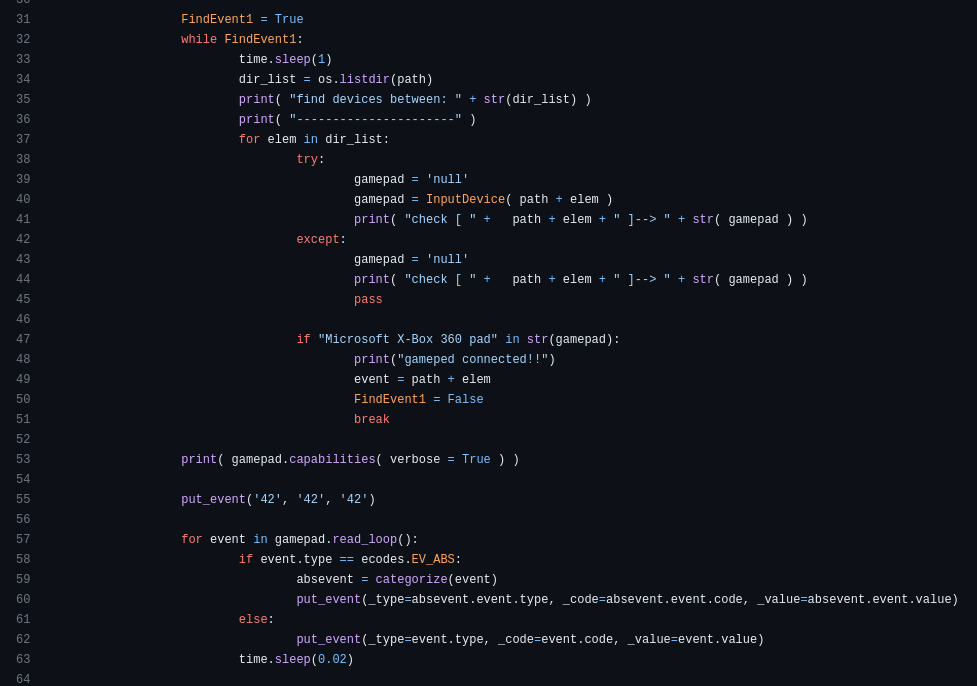 30
31 FindEvent1 = True
32 while FindEvent1:
33 time.sleep(1)
34 dir_list = os.listdir(path)
35 print( "find devices between: " + str(dir_list) )
36 print( "----------------------" )
37 for elem in dir_list:
38 try:
39 gamepad = 'null'
40 gamepad = InputDevice( path + elem )
41 print( "check [ " +   path + elem + " ]--> " + str( gamepad ) )
42 except:
43 gamepad = 'null'
44 print( "check [ " +   path + elem + " ]--> " + str( gamepad ) )
45 pass
46
47 if "Microsoft X-Box 360 pad" in str(gamepad):
48 print("gameped connected!!")
49 event = path + elem
50 FindEvent1 = False
51 break
52
53 print( gamepad.capabilities( verbose = True ) )
54
55 put_event('42', '42', '42')
56
57 for event in gamepad.read_loop():
58 if event.type == ecodes.EV_ABS:
59 absevent = categorize(event)
60 put_event(_type=absevent.event.type, _code=absevent.event.code, _value=absevent.event.value)
61 else:
62 put_event(_type=event.type, _code=event.code, _value=event.value)
63 time.sleep(0.02)
64